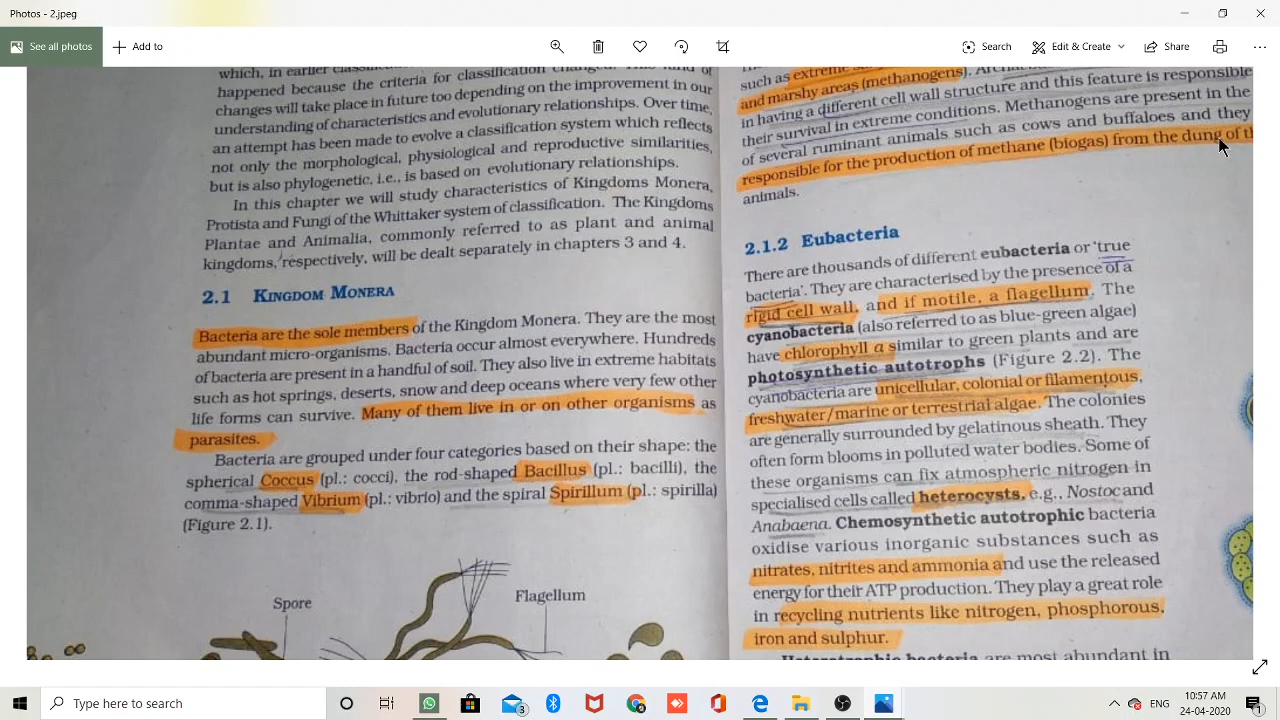 Photos - 2.jpeg
See all photos
Add to
Search
Edit & Create
Share
happened because the criteria for classification
changes will take place in future too depending on the improvement in our
understanding of characteristics and evolutionary relationships. Over time,
an attempt has been made to evolve a classification system which reflects
not only the morphological, physiological and reproductive similarities,
but is also phylogenetic, i.e., is based on evolutionary relationships.
In this chapter we will study characteristics of Kingdoms Monera,
Protista and Fungi of the Whittaker system of classification. The Kingdoms
Plantae and Animalia, commonly referred to as plant and animal
kingdoms, respectively, will be dealt separately in chapters 3 and 4.
2.1 KINGDOM MONERA
Bacteria are the sole members of the Kingdom Monera. They are the most
abundant micro-organisms. Bacteria occur almost everywhere. Hundreds
of bacteria are present in a handful of soil. They also live in extreme habitats
such as hot springs, deserts, snow and deep oceans where very few other
life forms can survive. Many of them live in or on other organisms as
parasites.
Bacteria are grouped under four categories based on their shape: the
spherical Coccus (pl.: cocci), the rod-shaped Bacillus (pl.: bacilli), the
comma-shaped Vibrium (pl.: vibrio) and the spiral Spirillum (pl.: spirilla)
(Figure 2.1).
Spore
Flagellum
such as extreme
and marshy areas (methanogens).
in having a different cell wall structure and this feature is responsible
their survival in extreme conditions. Methanogens are present in the
of several ruminant animals such as cows and buffaloes and they
responsible for the production of methane (biogas) from the dung of
animals.
2.1.2 Eubacteria
There are thousands of different eubacteria or 'true
bacteria'. They are characterised by the presence of a
rigid cell wall, and if motile, a flagellum. The
cyanobacteria (also referred to as blue-green algae)
have chlorophyll a similar to green plants and are
photosynthetic autotrophs (Figure 2.2). The
cyanobacteria are unicellular, colonial or filamentous,
freshwater/marine or terrestrial algae. The colonies
are generally surrounded by gelatinous sheath. They
often form blooms in polluted water bodies. Some of
these organisms can fix atmospheric nitrogen in
specialised cells called heterocysts, e.g., Nostoc and
Anabaena. Chemosynthetic autotrophic bacteria
oxidise various inorganic substances such as
nitrates, nitrites and ammonia and use the released
energy for their ATP production. They play a great role
in recycling nutrients like nitrogen, phosphorous,
iron and sulphur.
Heterotrophic bacteria are most abundant in
Type here to search
3
ENG
10:57 AM
24-04-2020
1